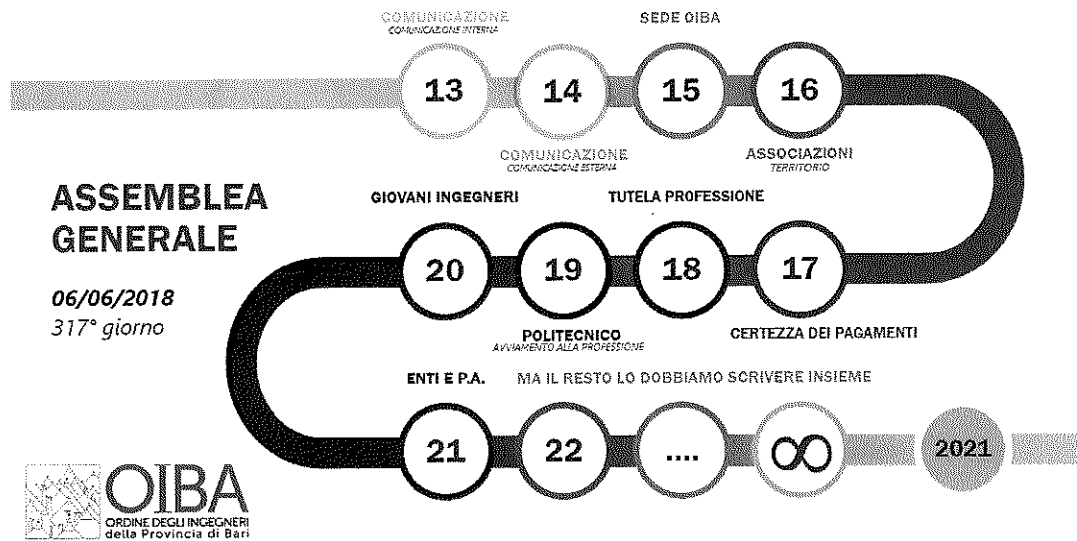 COMUNICAZIONE
COMUNICAZIONE INTERNA
SEDE OIBA
13
14
15
16
COMUNICAZIONE
COMUNICAZIONE ESTERNA
ASSOCIAZIONI
TERRITORIO
ASSEMBLEA
GENERALE
06/06/2018
317° giorno
GIOVANI INGEGNERI
TUTELA PROFESSIONE
20
19
18
17
POLITECNICO
AVVIAMENTO ALLA PROFESSIONE
CERTEZZA DEI PAGAMENTI
ENTI E P.A.
MA IL RESTO LO DOBBIAMO SCRIVERE INSIEME
21
22
....
∞
2021
OIBA
ORDINE DEGLI INGEGNERI
della Provincia di Bari